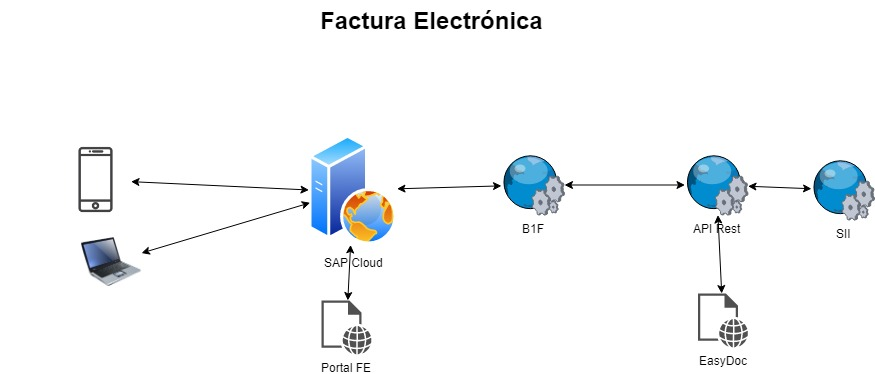 Factura Electrónica
B1F
API Rest
SII
SAP Cloud
Portal FE
EasyDoc